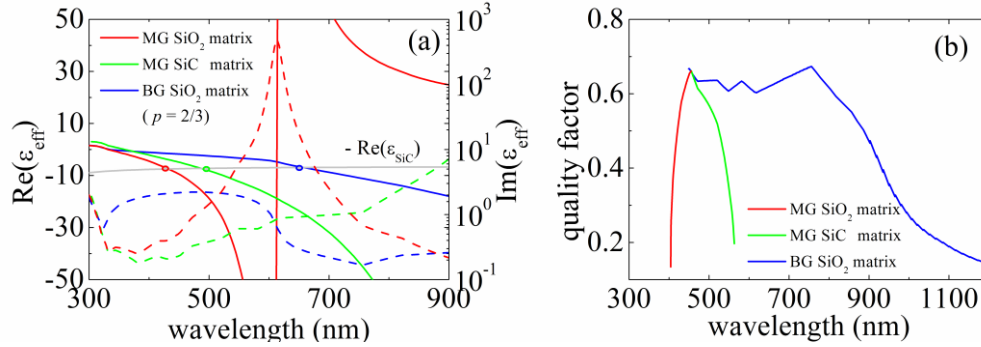 50
30
10
-10
-30
-50
Re(ε_eff)
(a)
MG SiO₂ matrix
MG SiC matrix
BG SiO₂ matrix
( p = 2/3)
- Re(ε_SiC)
10³
10²
10¹
10⁰
10⁻¹
Im(ε_eff)
300 500 700 900
wavelength (nm)
(b)
0.8
0.6
0.4
0.2
quality factor
MG SiO₂ matrix
MG SiC matrix
BG SiO₂ matrix
300 500 700 900 1100
wavelength (nm)